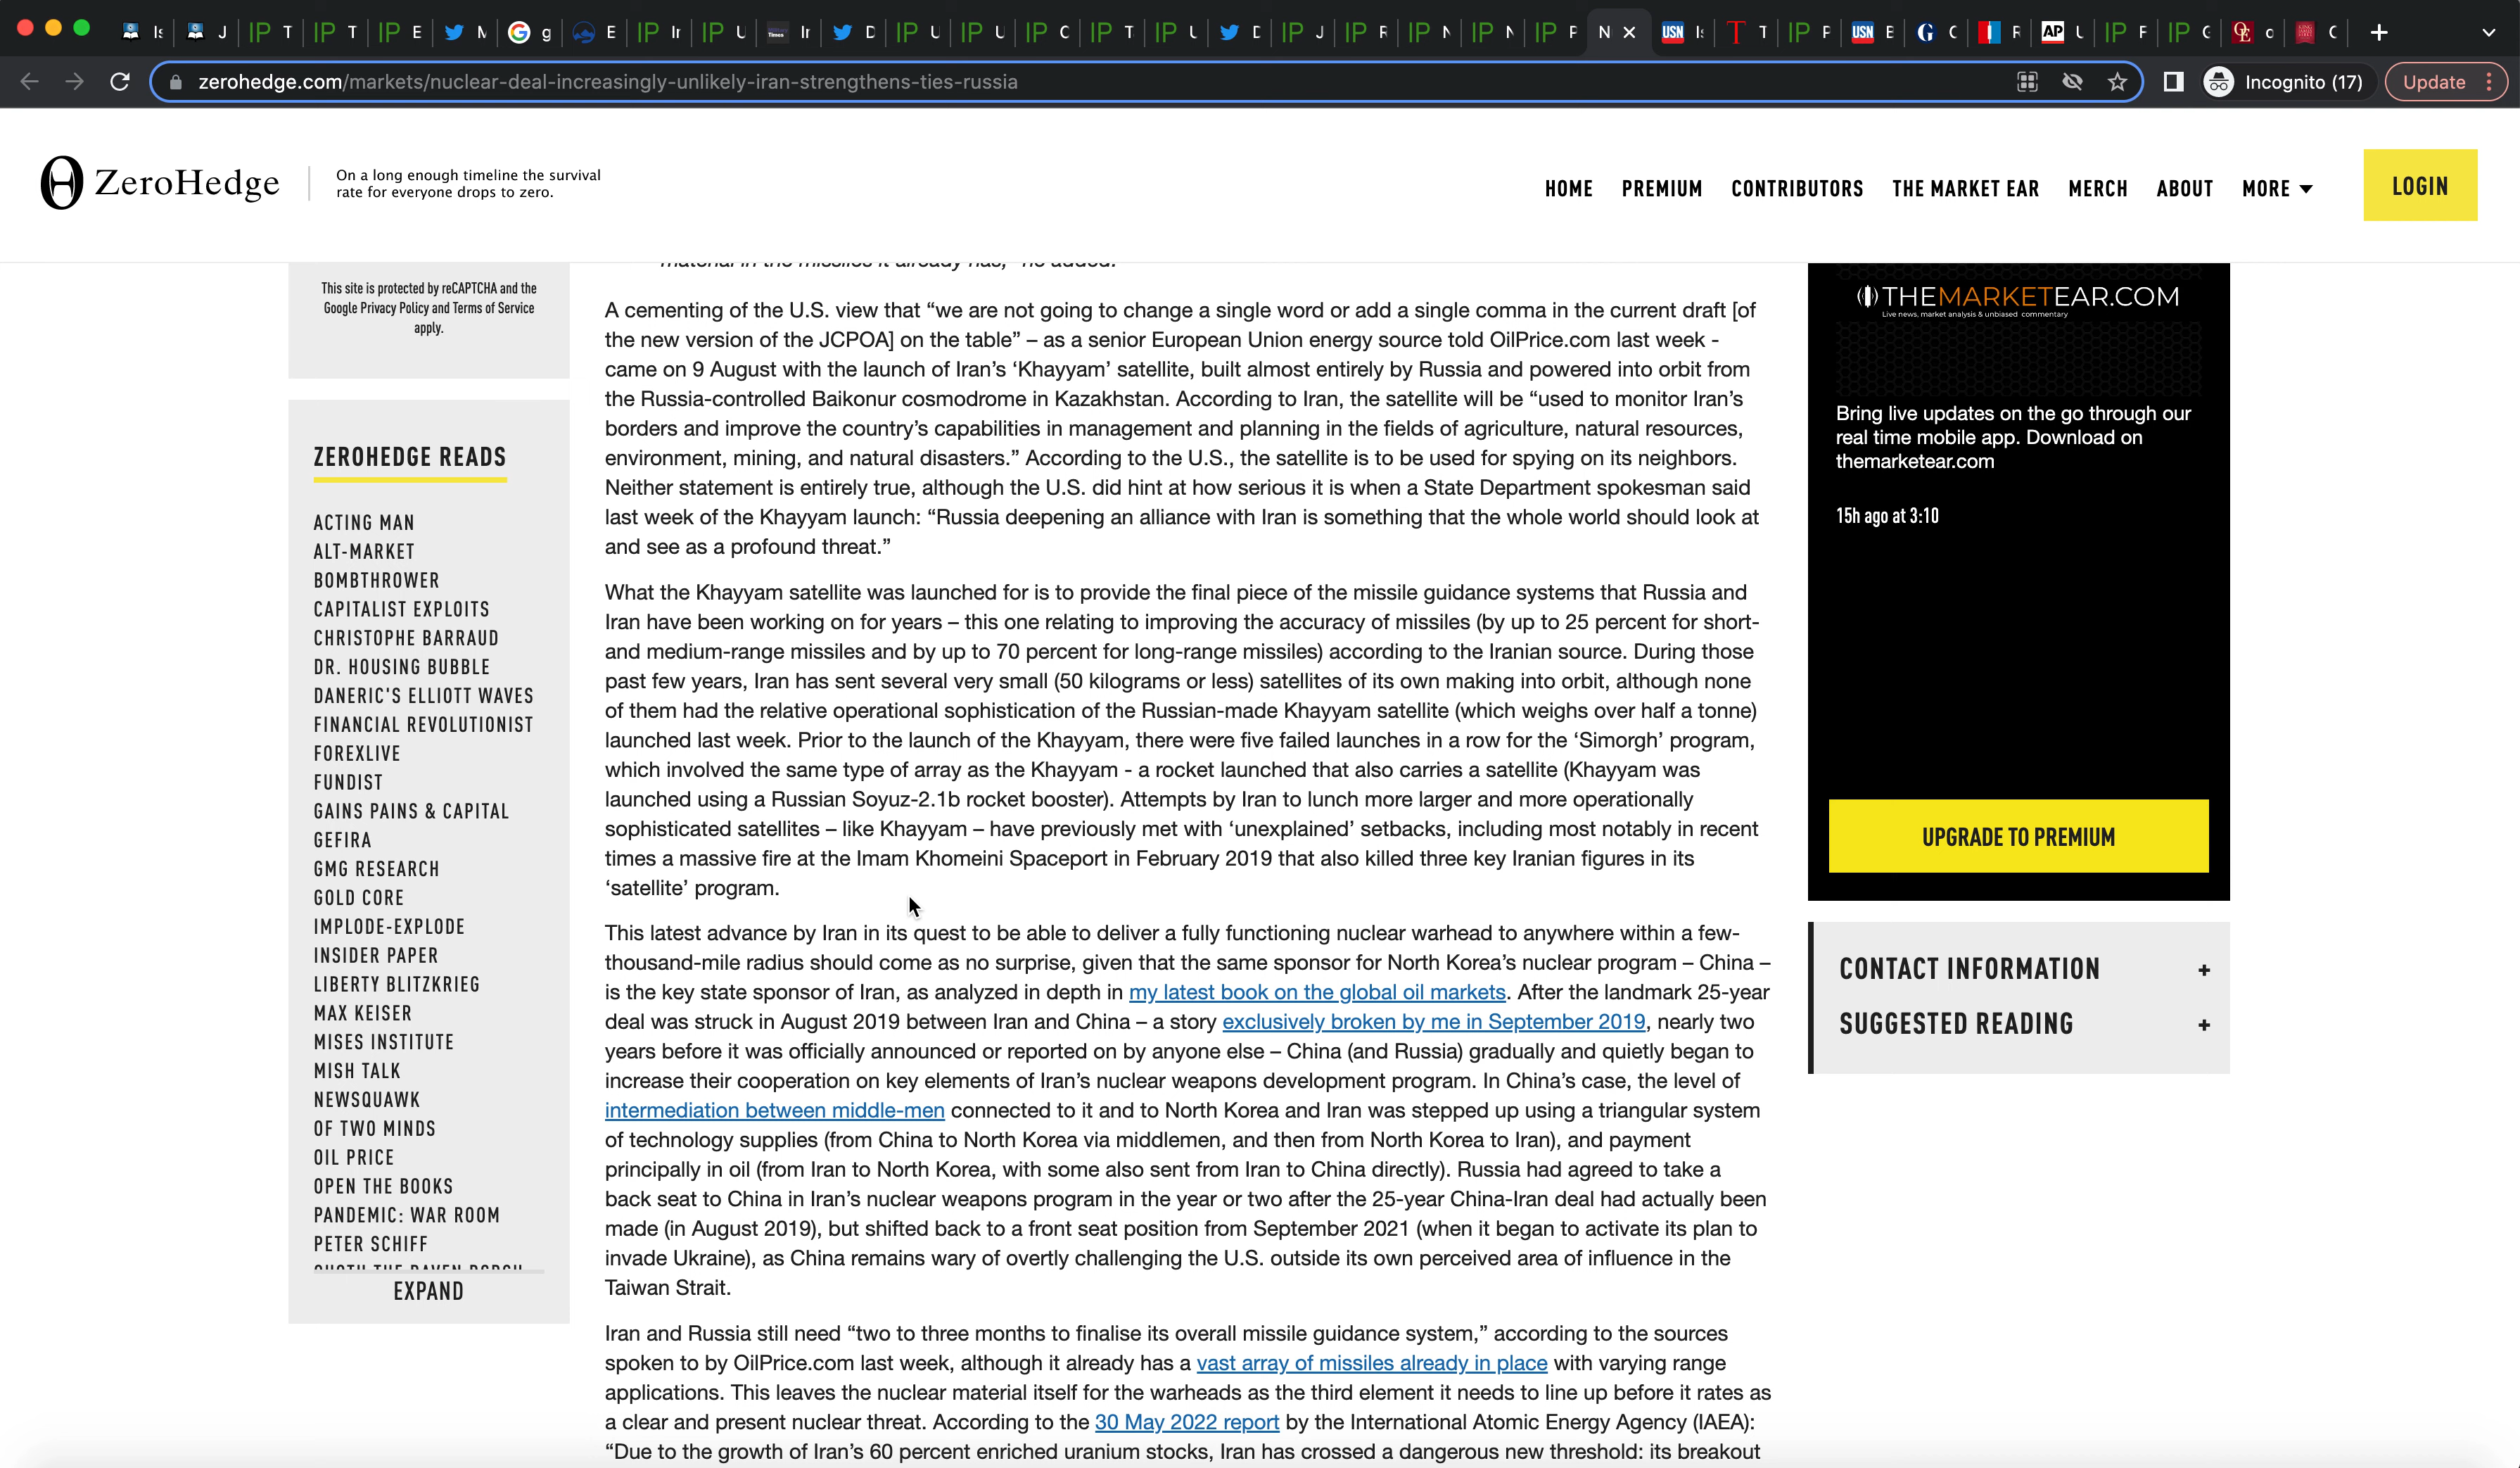 Is
J
IP T
IP T
IP E
M
G g
E
IP Ir
IP U
Times Ir
D
IP U
IP U
IP C
IP T
IP U
D
IP J
IP F
IP N
IP N
IP P
N
USN Is
T T
IP P
USN E
G C
F
AP U
IP F
IP G
OE o
C
zerohedge.com/markets/nuclear-deal-increasingly-unlikely-iran-strengthens-ties-russia
Incognito (17)
Update
ZeroHedge
On a long enough timeline the survival
rate for everyone drops to zero.
HOME PREMIUM CONTRIBUTORS THE MARKET EAR MERCH ABOUT MORE
LOGIN
This site is protected by reCAPTCHA and the
Google Privacy Policy and Terms of Service
apply.
ZEROHEDGE READS
ACTING MAN
ALT-MARKET
BOMBTHROWER
CAPITALIST EXPLOITS
CHRISTOPHE BARRAUD
DR. HOUSING BUBBLE
DANERIC'S ELLIOTT WAVES
FINANCIAL REVOLUTIONIST
FOREXLIVE
FUNDIST
GAINS PAINS & CAPITAL
GEFIRA
GMG RESEARCH
GOLD CORE
IMPLODE-EXPLODE
INSIDER PAPER
LIBERTY BLITZKRIEG
MAX KEISER
MISES INSTITUTE
MISH TALK
NEWSQUAWK
OF TWO MINDS
OIL PRICE
OPEN THE BOOKS
PANDEMIC: WAR ROOM
PETER SCHIFF
EXPAND
material in the missiles it already has," he added.
A cementing of the U.S. view that “we are not going to change a single word or add a single comma in the current draft [of
the new version of the JCPOA] on the table” – as a senior European Union energy source told OilPrice.com last week -
came on 9 August with the launch of Iran’s ‘Khayyam’ satellite, built almost entirely by Russia and powered into orbit from
the Russia-controlled Baikonur cosmodrome in Kazakhstan. According to Iran, the satellite will be “used to monitor Iran’s
borders and improve the country’s capabilities in management and planning in the fields of agriculture, natural resources,
environment, mining, and natural disasters.” According to the U.S., the satellite is to be used for spying on its neighbors.
Neither statement is entirely true, although the U.S. did hint at how serious it is when a State Department spokesman said
last week of the Khayyam launch: “Russia deepening an alliance with Iran is something that the whole world should look at
and see as a profound threat.”
What the Khayyam satellite was launched for is to provide the final piece of the missile guidance systems that Russia and
Iran have been working on for years – this one relating to improving the accuracy of missiles (by up to 25 percent for short-
and medium-range missiles and by up to 70 percent for long-range missiles) according to the Iranian source. During those
past few years, Iran has sent several very small (50 kilograms or less) satellites of its own making into orbit, although none
of them had the relative operational sophistication of the Russian-made Khayyam satellite (which weighs over half a tonne)
launched last week. Prior to the launch of the Khayyam, there were five failed launches in a row for the ‘Simorgh’ program,
which involved the same type of array as the Khayyam - a rocket launched that also carries a satellite (Khayyam was
launched using a Russian Soyuz-2.1b rocket booster). Attempts by Iran to lunch more larger and more operationally
sophisticated satellites – like Khayyam – have previously met with ‘unexplained’ setbacks, including most notably in recent
times a massive fire at the Imam Khomeini Spaceport in February 2019 that also killed three key Iranian figures in its
‘satellite’ program.
This latest advance by Iran in its quest to be able to deliver a fully functioning nuclear warhead to anywhere within a few-
thousand-mile radius should come as no surprise, given that the same sponsor for North Korea’s nuclear program – China –
is the key state sponsor of Iran, as analyzed in depth in my latest book on the global oil markets. After the landmark 25-year
deal was struck in August 2019 between Iran and China – a story exclusively broken by me in September 2019, nearly two
years before it was officially announced or reported on by anyone else – China (and Russia) gradually and quietly began to
increase their cooperation on key elements of Iran’s nuclear weapons development program. In China’s case, the level of
intermediation between middle-men connected to it and to North Korea and Iran was stepped up using a triangular system
of technology supplies (from China to North Korea via middlemen, and then from North Korea to Iran), and payment
principally in oil (from Iran to North Korea, with some also sent from Iran to China directly). Russia had agreed to take a
back seat to China in Iran’s nuclear weapons program in the year or two after the 25-year China-Iran deal had actually been
made (in August 2019), but shifted back to a front seat position from September 2021 (when it began to activate its plan to
invade Ukraine), as China remains wary of overtly challenging the U.S. outside its own perceived area of influence in the
Taiwan Strait.
Iran and Russia still need “two to three months to finalise its overall missile guidance system,” according to the sources
spoken to by OilPrice.com last week, although it already has a vast array of missiles already in place with varying range
applications. This leaves the nuclear material itself for the warheads as the third element it needs to line up before it rates as
a clear and present nuclear threat. According to the 30 May 2022 report by the International Atomic Energy Agency (IAEA):
“Due to the growth of Iran’s 60 percent enriched uranium stocks, Iran has crossed a dangerous new threshold: its breakout
THEMARKETEAR.COM
Live news, market analysis & unbiased commentary
Bring live updates on the go through our
real time mobile app. Download on
themarketear.com
15h ago at 3:10
UPGRADE TO PREMIUM
CONTACT INFORMATION +
SUGGESTED READING +